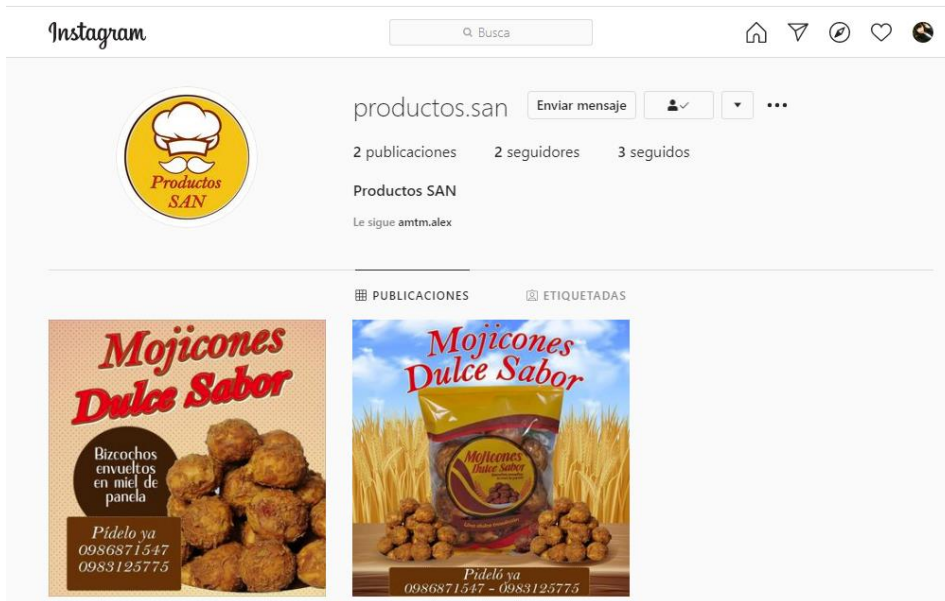 Instagram
Busca
Productos
SAN
productos.san
Enviar mensaje
2 publicaciones 2 seguidores 3 seguidos
Productos SAN
Le sigue amtm.alex
PUBLICACIONES ETIQUETADAS
Mojicones
Dulce Sabor
Bizcochos
envueltos
en miel de
panela
Pídelo ya
0986871547
0983125775
Mojicones
Dulce Sabor
Mojicones
Dulce Sabor
Pideló ya
0986871547 - 0983125775